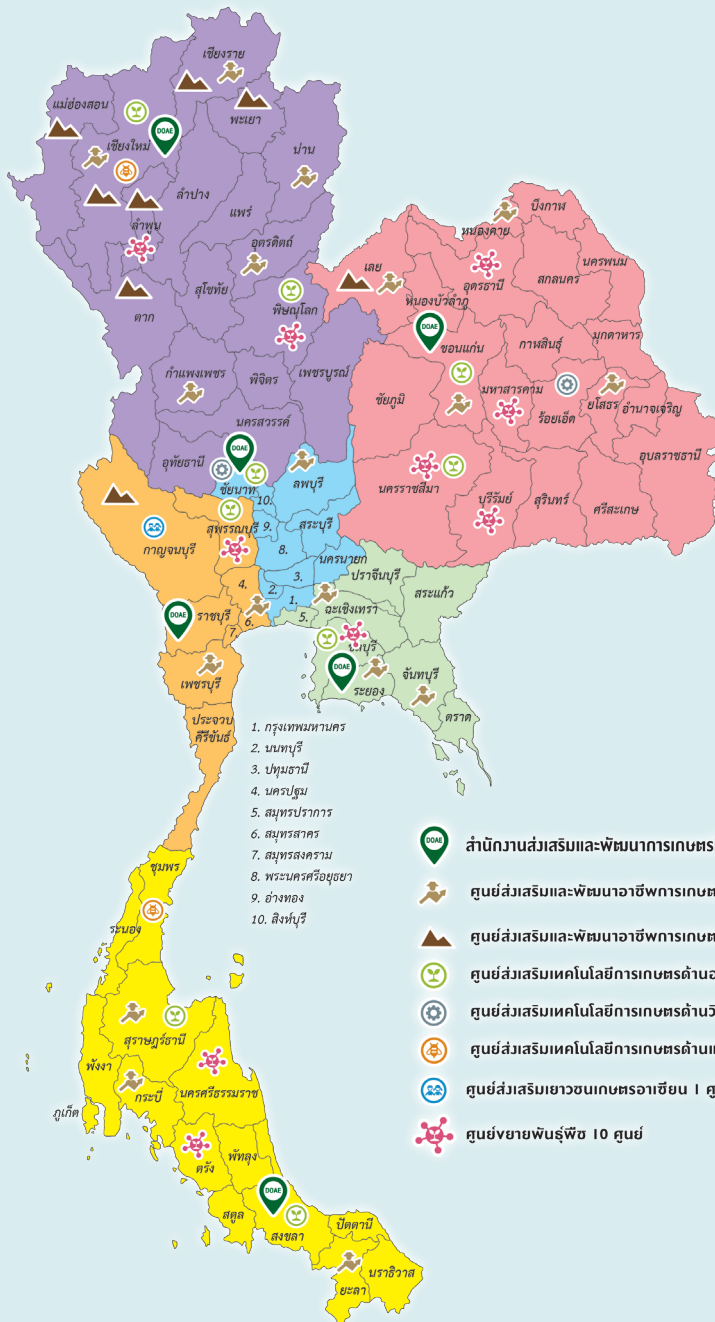 เชียงราย
แม่ฮ่องสอน
พะเยา
DOAE
เชียงใหม่
น่าน
ลำปาง
แพร่
ลำพูน
อุตรดิตถ์
สุโขทัย
ตาก
พิษณุโลก
กำแพงเพชร
พิจิตร
เพชรบูรณ์
นครสวรรค์
อุทัยธานี
บึงกาฬ
หนองคาย
นครพนม
เลย
อุดรธานี
สกลนคร
หนองบัวลำภู
DOAE
ขอนแก่น
กาฬสินธุ์
มุกดาหาร
ชัยภูมิ
มหาสารคาม
ร้อยเอ็ด
ยโสธร
อำนาจเจริญ
อุบลราชธานี
นครราชสีมา
บุรีรัมย์
สุรินทร์
ศรีสะเกษ
DOAE
ชัยนาท
ลพบุรี
10.
สระบุรี
9.
8.
นครนายก
3.
2.
1.
สุพรรณบุรี
กาญจนบุรี
4.
ราชบุรี
6.
7.
DOAE
เพชรบุรี
ประจวบ
คีรีขันธ์
ปราจีนบุรี
สระแก้ว
ฉะเชิงเทรา
5.
ชลบุรี
DOAE
ระยอง
จันทบุรี
ตราด
1. กรุงเทพมหานคร
2. นนทบุรี
3. ปทุมธานี
4. นครปฐม
5. สมุทรปราการ
6. สมุทรสาคร
7. สมุทรสงคราม
8. พระนครศรีอยุธยา
9. อ่างทอง
10. สิงห์บุรี
ชุมพร
ระนอง
สุราษฎร์ธานี
พังงา
กระบี่
นครศรีธรรมราช
ภูเก็ต
ตรัง
พัทลุง
สตูล
DOAE
สงขลา
ปัตตานี
ยะลา
นราธิวาส
DOAE
สำนักงานส่งเสริมและพัฒนาการเกษตร
ศูนย์ส่งเสริมและพัฒนาอาชีพการเกษต
ศูนย์ส่งเสริมและพัฒนาอาชีพการเกษต
ศูนย์ส่งเสริมเทคโนโลยีการเกษตรด้านอ
ศูนย์ส่งเสริมเทคโนโลยีการเกษตรด้านวิ
ศูนย์ส่งเสริมเทคโนโลยีการเกษตรด้านแ
ศูนย์ส่งเสริมเยาวชนเกษตรอาเซียน 1 ศู
ศูนย์ขยายพันธุ์พืช 10 ศูนย์